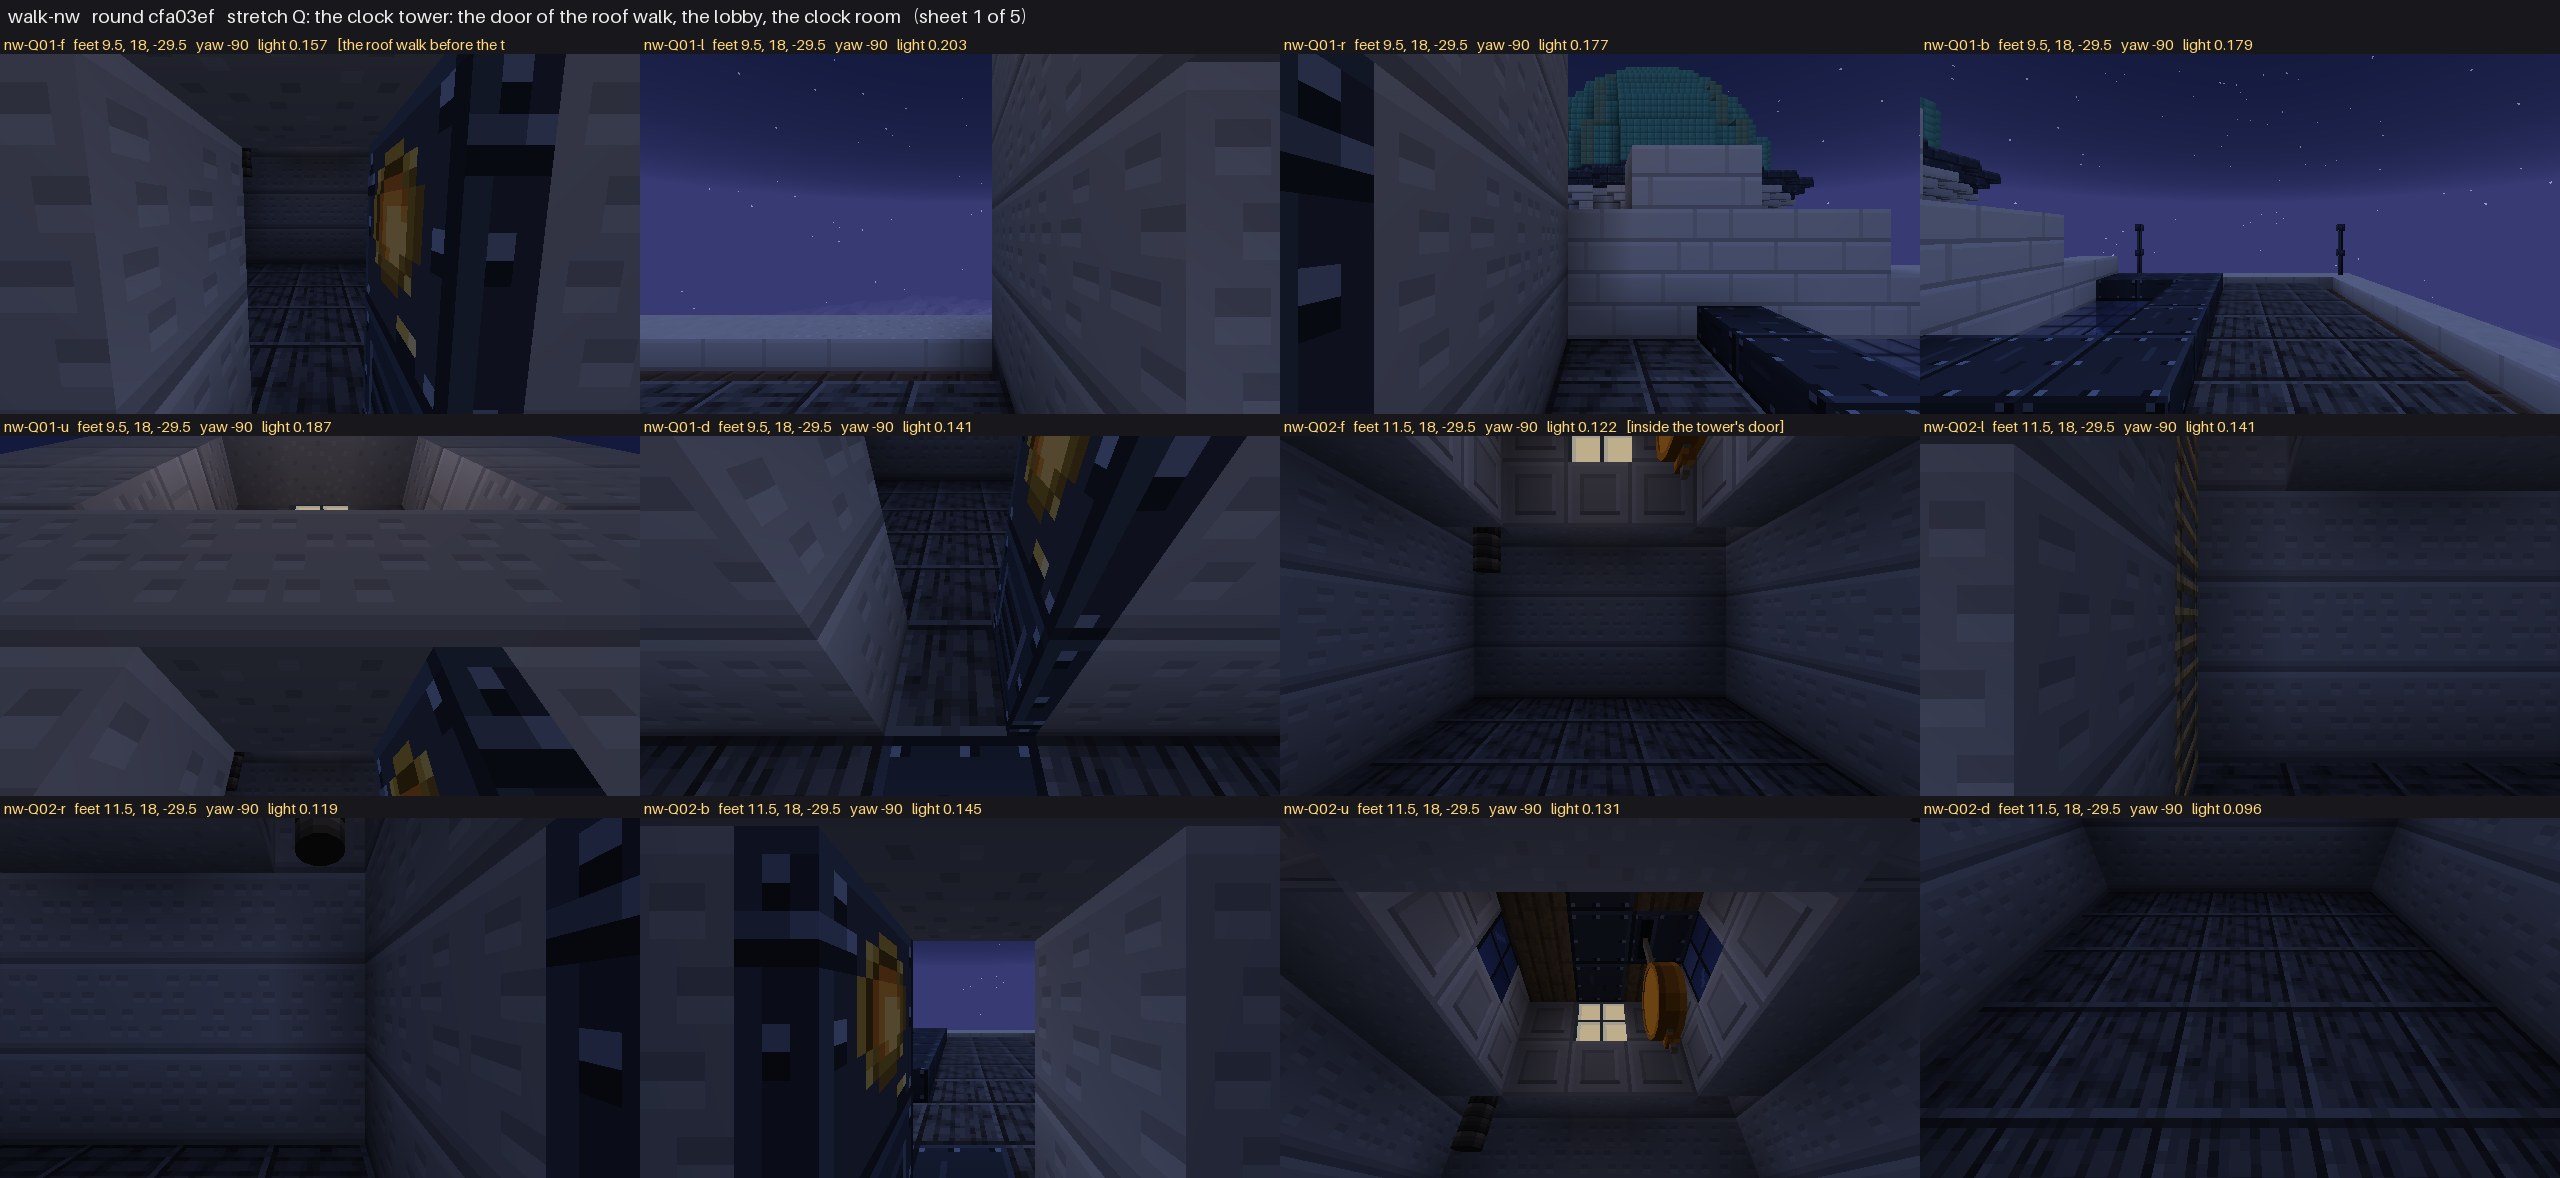 walk-nw round cfa03ef stretch Q: the clock tower: the door of the roof walk, the lobby, the clock room (sheet 1 of 5)
nw-Q01-f feet 9.5, 18, -29.5 yaw -90 light 0.157 [the roof walk before the t
nw-Q01-l feet 9.5, 18, -29.5 yaw -90 light 0.203
nw-Q01-r feet 9.5, 18, -29.5 yaw -90 light 0.177
nw-Q01-b feet 9.5, 18, -29.5 yaw -90 light 0.179
nw-Q01-u feet 9.5, 18, -29.5 yaw -90 light 0.187
nw-Q01-d feet 9.5, 18, -29.5 yaw -90 light 0.141
nw-Q02-f feet 11.5, 18, -29.5 yaw -90 light 0.122 [inside the tower's door]
nw-Q02-l feet 11.5, 18, -29.5 yaw -90 light 0.141
nw-Q02-r feet 11.5, 18, -29.5 yaw -90 light 0.119
nw-Q02-b feet 11.5, 18, -29.5 yaw -90 light 0.145
nw-Q02-u feet 11.5, 18, -29.5 yaw -90 light 0.131
nw-Q02-d feet 11.5, 18, -29.5 yaw -90 light 0.096